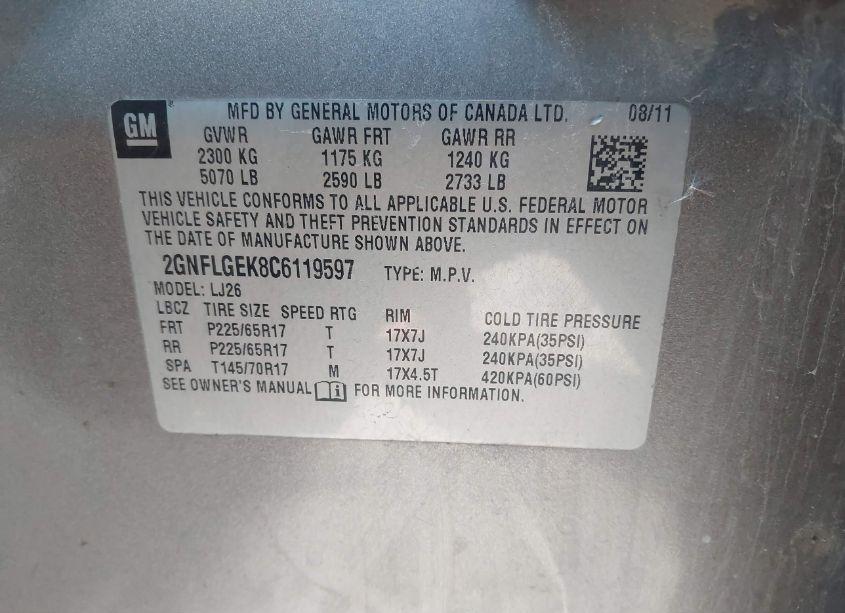 GM
MFD BY GENERAL MOTORS OF CANADA LTD. 08/11
GVWR GAWR FRT GAWR RR
2300 KG 1175 KG 1240 KG
5070 LB 2590 LB 2733 LB
THIS VEHICLE CONFORMS TO ALL APPLICABLE U.S. FEDERAL MOTOR
VEHICLE SAFETY AND THEFT PREVENTION STANDARDS IN EFFECT ON
THE DATE OF MANUFACTURE SHOWN ABOVE.
2GNFLGEK8C6119597 TYPE: M.P.V.
MODEL: LJ26
LBCZ TIRE SIZE SPEED RTG RIM COLD TIRE PRESSURE
FRT P225/65R17 T 17X7J 240KPA(35PSI)
RR P225/65R17 T 17X7J 240KPA(35PSI)
SPA T145/70R17 M 17X4.5T 420KPA(60PSI)
SEE OWNER'S MANUAL FOR MORE INFORMATION.